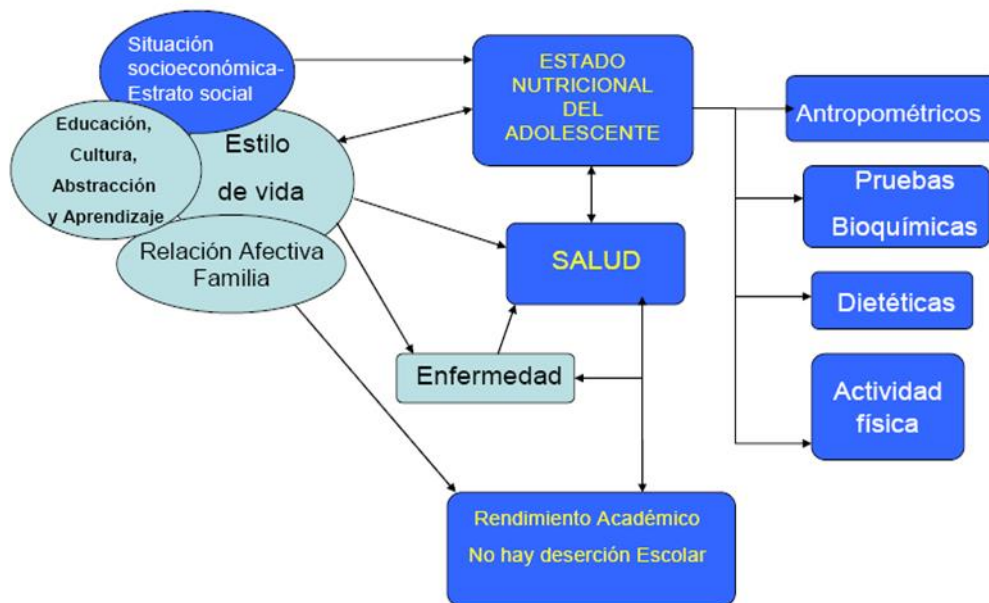 Situación
socioeconómica-
Estrato social
Educación,
Cultura,
Abstracción
y Aprendizaje
Estilo
de vida
Relación Afectiva
Familia
ESTADO
NUTRICIONAL
DEL
ADOLESCENTE
SALUD
Enfermedad
Rendimiento Académico
No hay deserción Escolar
Antropométricos
Pruebas
Bioquímicas
Dietéticas
Actividad
física